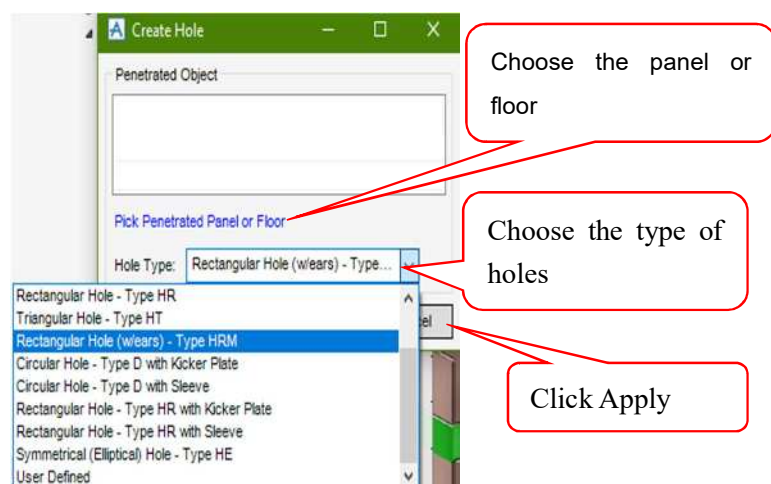 Create Hole
Penetrated Object
Choose the panel or
floor
Pick Penetrated Panel or Floor
Choose the type of
holes
Hole Type: Rectangular Hole (w/ears) - Type...
Rectangular Hole - Type HR
Triangular Hole - Type HT
Rectangular Hole (w/ears) - Type HRM
Circular Hole - Type D with Kicker Plate
Circular Hole - Type D with Sleeve
Rectangular Hole - Type HR with Kicker Plate
Rectangular Hole - Type HR with Sleeve
Symmetrical (Elliptical) Hole - Type HE
User Defined
Click Apply